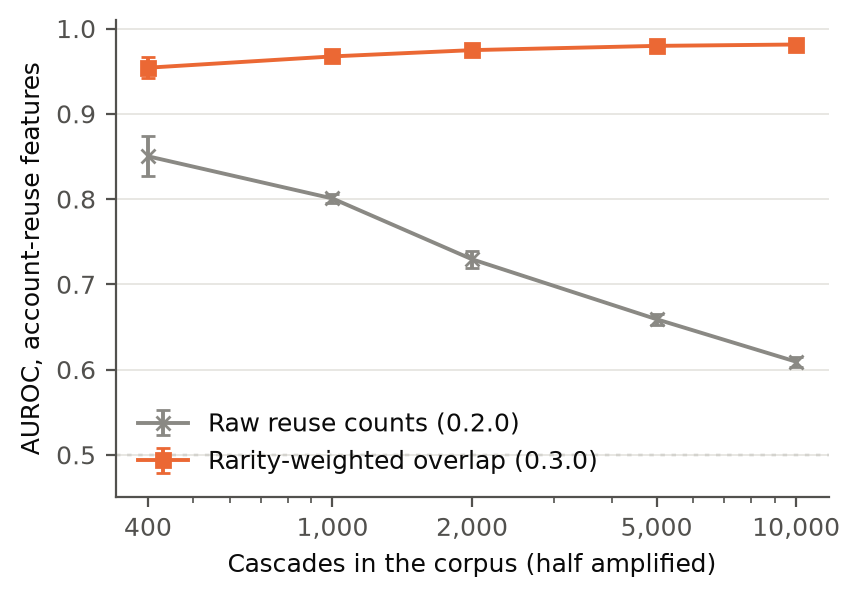 AUROC, account-reuse features
1.0
0.9
0.8
0.7
0.6
0.5
Raw reuse counts (0.2.0)
Rarity-weighted overlap (0.3.0)
400 1,000 2,000 5,000 10,000
Cascades in the corpus (half amplified)